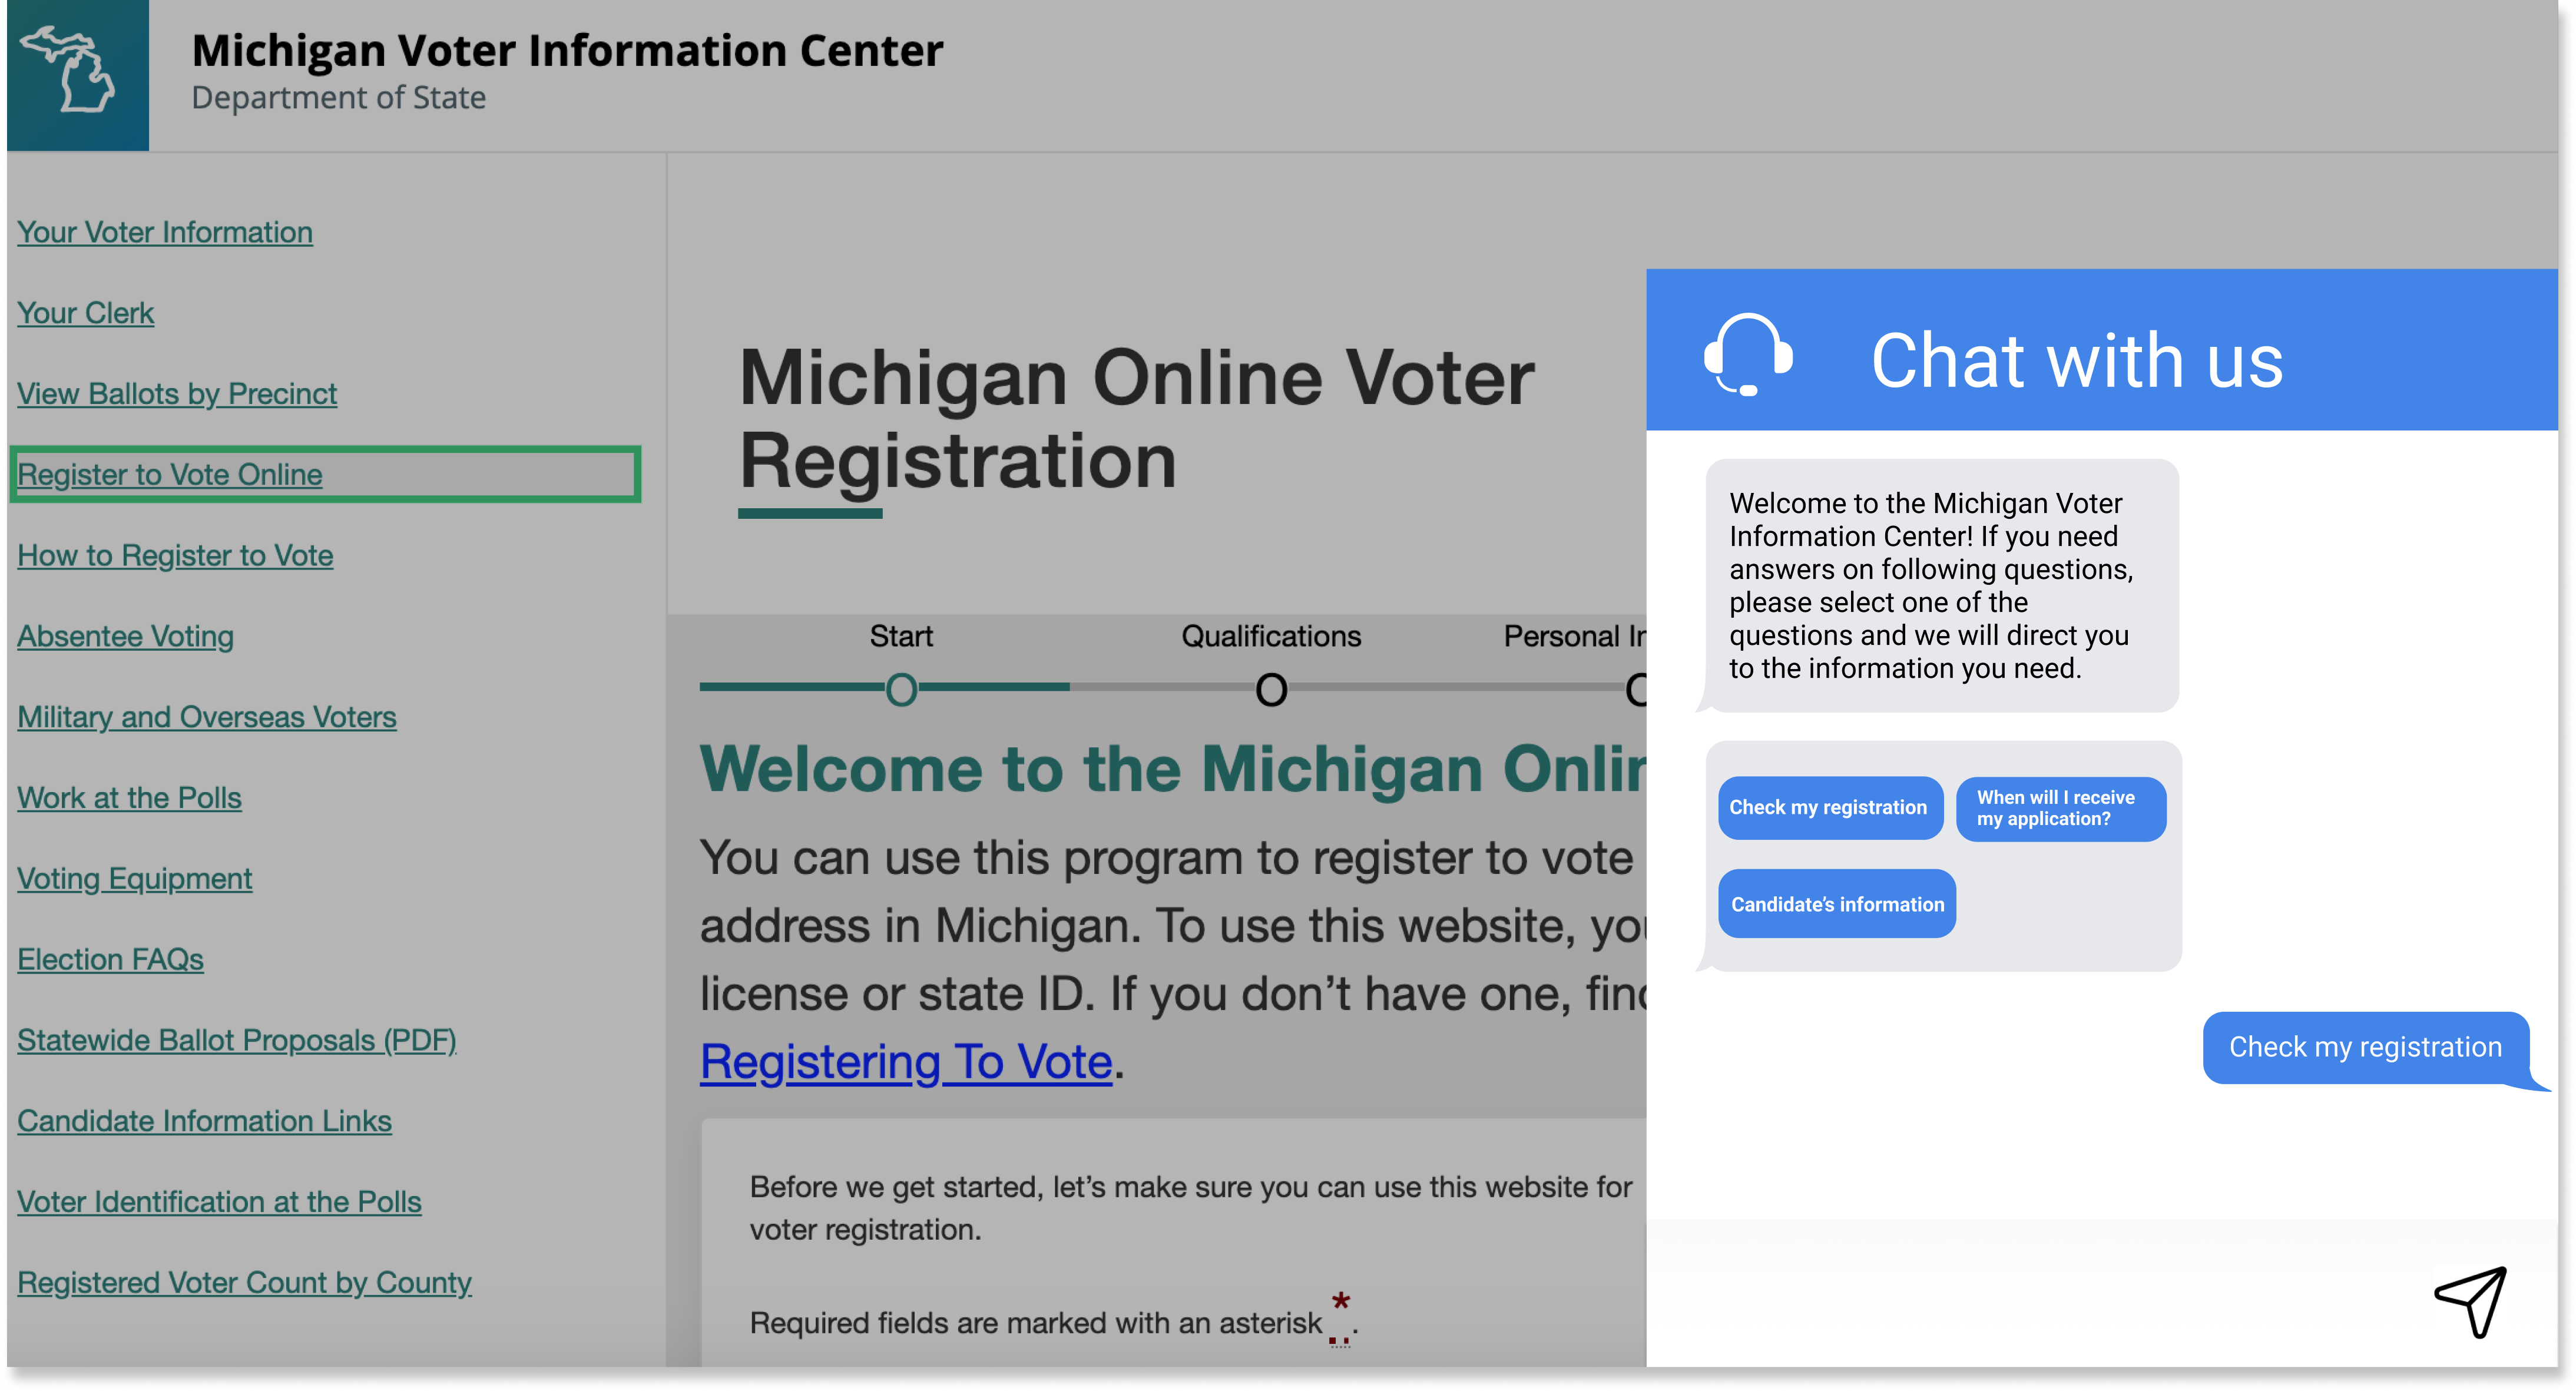 Michigan Voter Information Center
Department of State
Your Voter Information
Your Clerk
View Ballots by Precinct
Register to Vote Online
How to Register to Vote
Absentee Voting
Military and Overseas Voters
Work at the Polls
Voting Equipment
Election FAQs
Statewide Ballot Proposals (PDF)
Candidate Information Links
Voter Identification at the Polls
Registered Voter Count by County
Michigan Online Voter
Registration
Start
Qualifications
Personal
Welcome to the Michigan
You can use this program to register to vote
address in Michigan. To use this website,
license or state ID. If you don’t have one,
Registering To Vote.
Before we get started, let’s make sure you can use this website for
voter registration.
Required fields are marked with an asterisk *.
Chat with us
Welcome to the Michigan Voter
Information Center! If you need
answers on following questions,
please select one of the
questions and we will direct you
to the information you need.
Check my registration
When will I receive
my application?
Candidate’s information
Check my registration